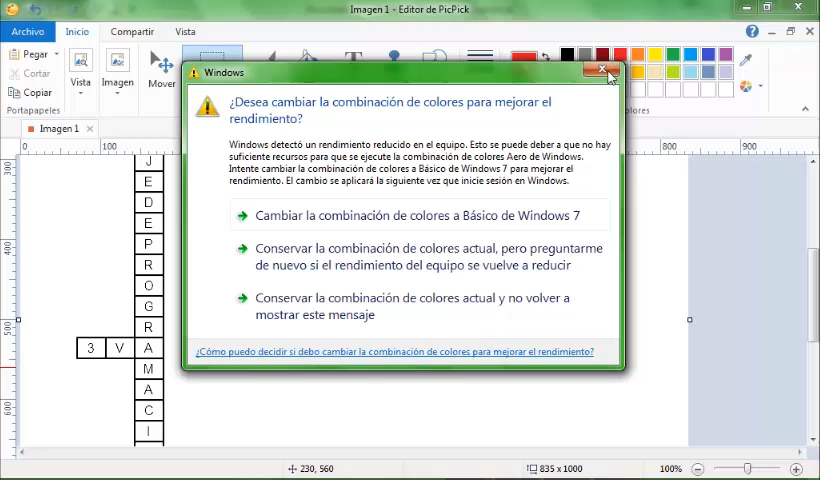 Imagen 1 - Editor de PicPick
Archivo Inicio Compartir Vista
Pegar
Cortar
Copiar
Portapapeles
Vista
Imagen
Mover
Windows
¿Desea cambiar la combinación de colores para mejorar el
rendimiento?
Windows detectó un rendimiento reducido en el equipo. Esto se puede deber a que no hay
suficiente recursos para que se ejecute la combinación de colores Aero de Windows.
Intente cambiar la combinación de colores a Básico de Windows 7 para mejorar el
rendimiento. El cambio se aplicará la siguiente vez que inicie sesión en Windows.
Cambiar la combinación de colores a Básico de Windows 7
Conservar la combinación de colores actual, pero preguntarme
de nuevo si el rendimiento del equipo se vuelve a reducir
Conservar la combinación de colores actual y no volver a
mostrar este mensaje
¿Cómo puedo decidir si debo cambiar la combinación de colores para mejorar el rendimiento?
Imagen 1
0 100 800 900
300
400
500
600
J
E
D
E
P
R
O
G
R
3 V A
M
A
C
I
230, 560
835 x 1000
100%